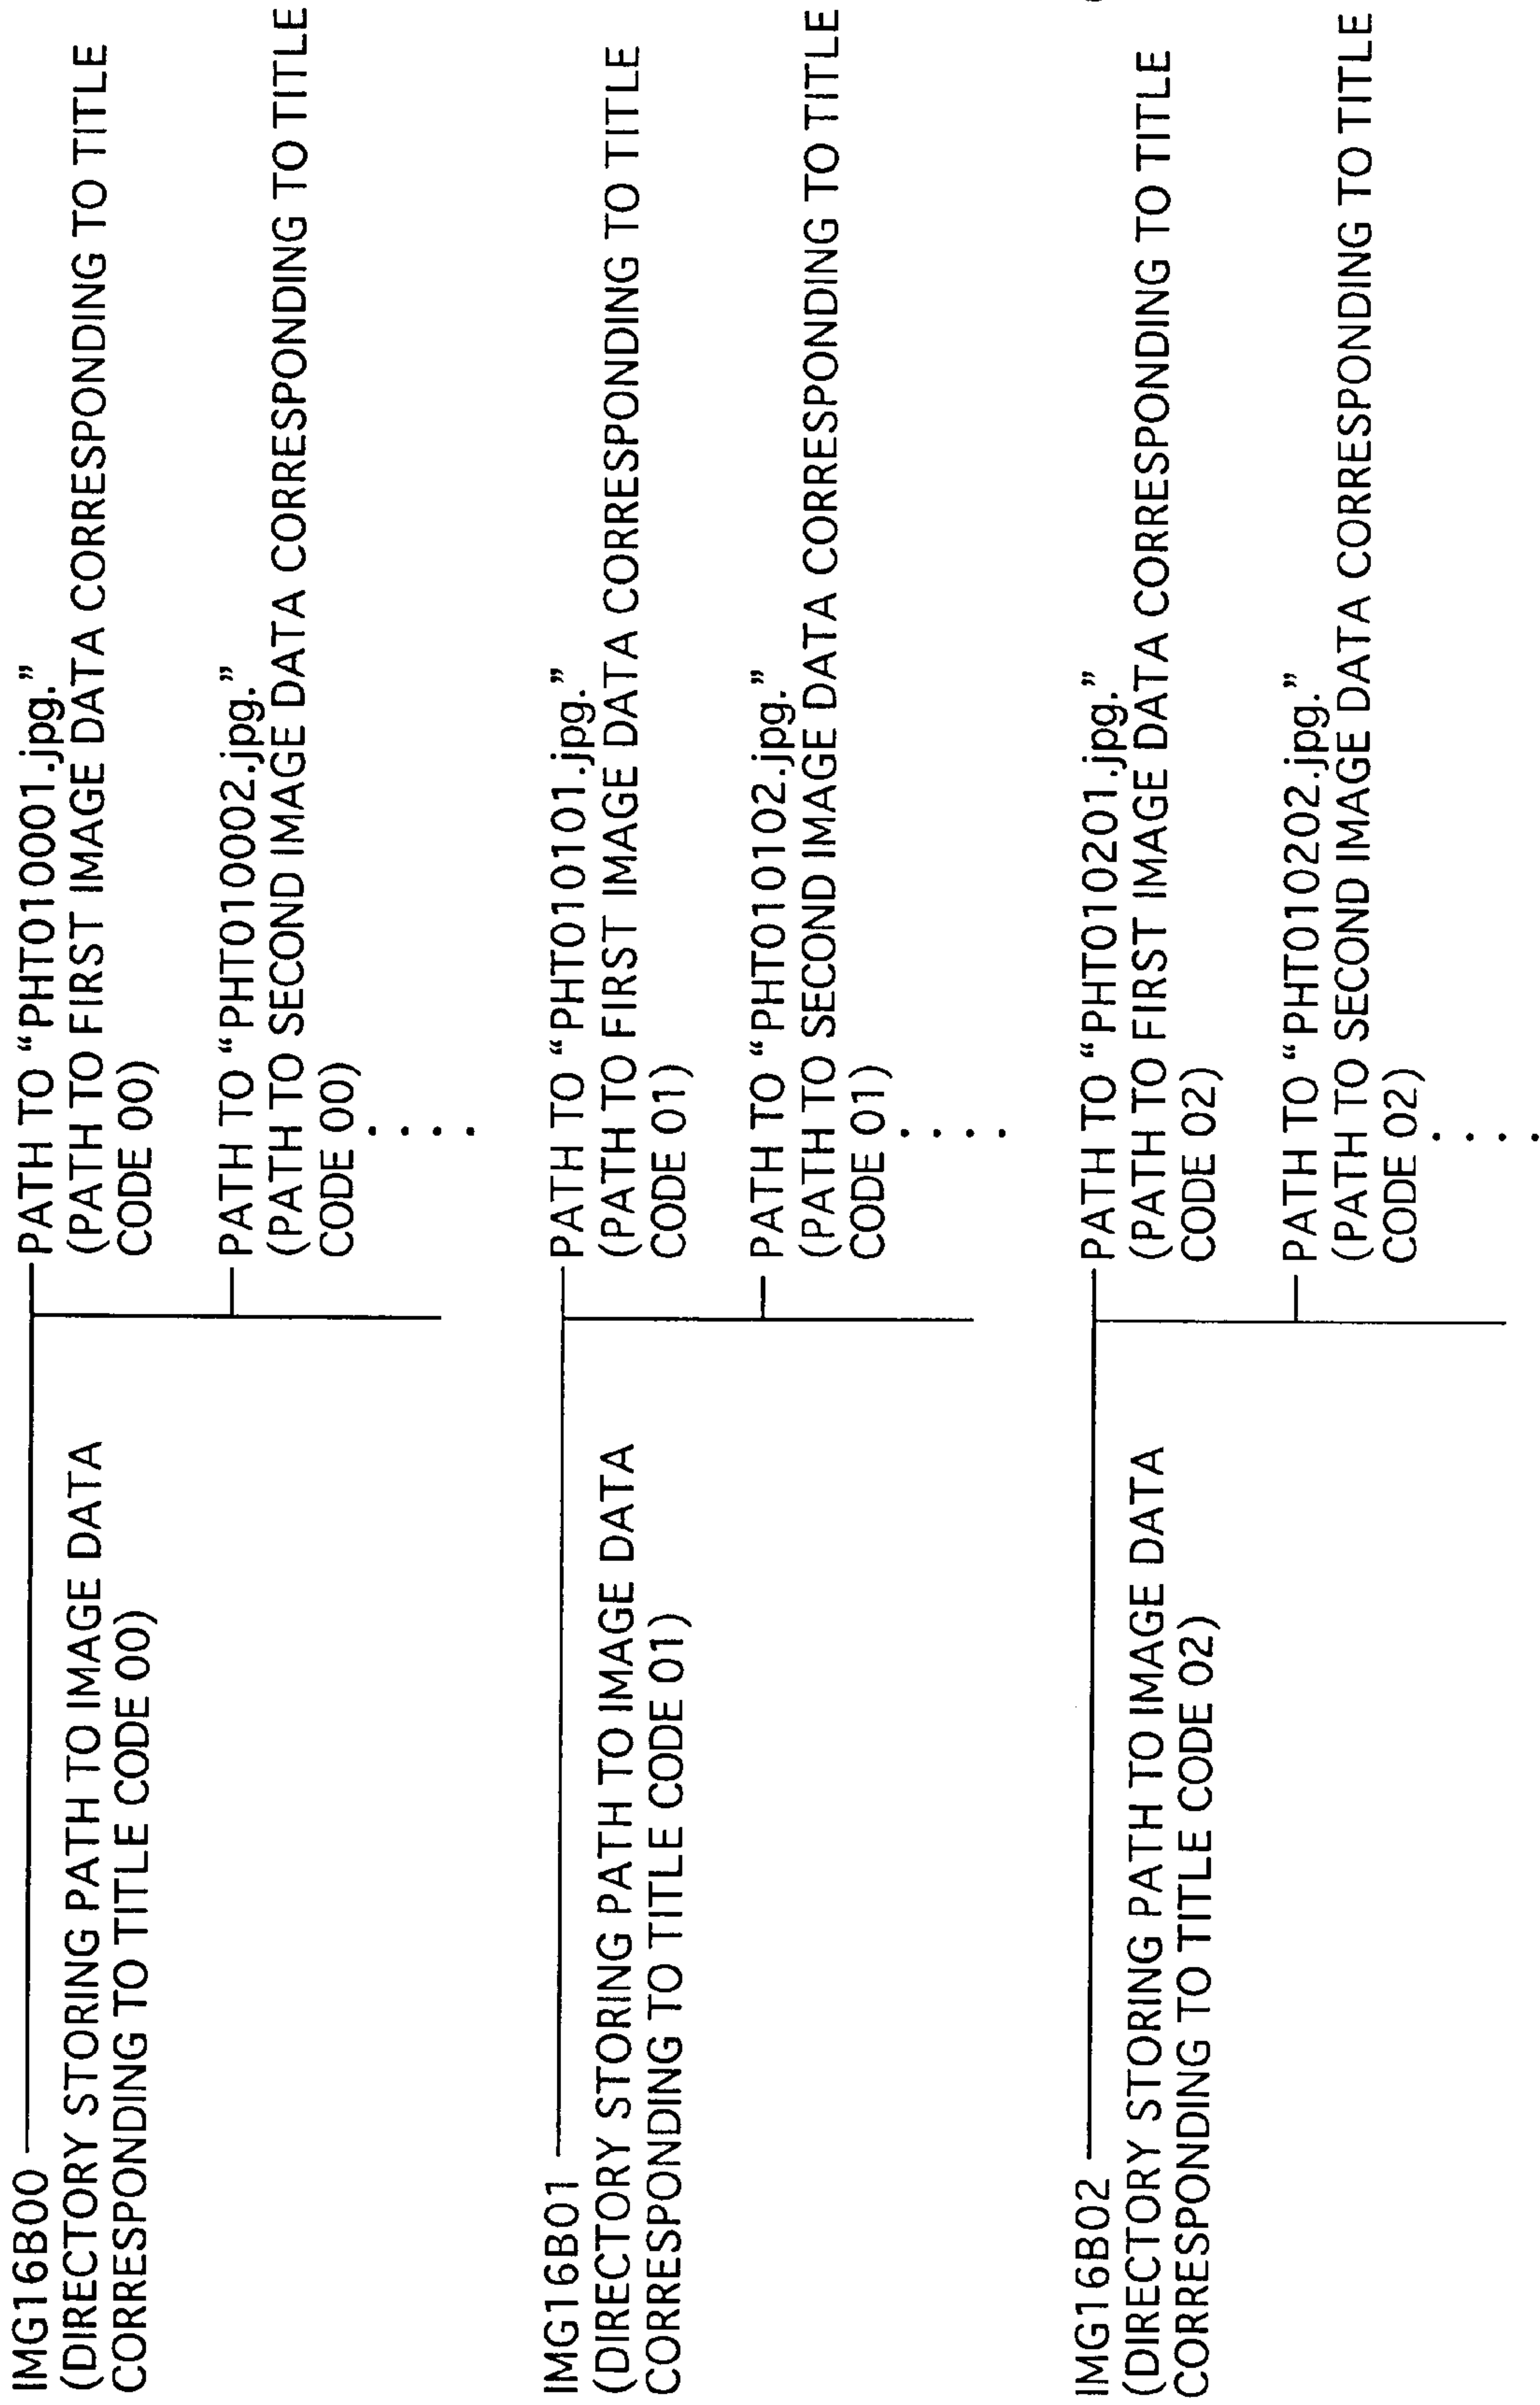 IMG16B00
(DIRECTORY STORING PATH TO IMAGE DATA
CORRESPONDING TO TITLE CODE 00)
PATH TO “PHT010001.jpg.”
(PATH TO FIRST IMAGE DATA CORRESPONDING TO TITLE
CODE 00)
PATH TO “PHT010002.jpg.”
(PATH TO SECOND IMAGE DATA CORRESPONDING TO TITLE
CODE 00)
....
IMG16B01
(DIRECTORY STORING PATH TO IMAGE DATA
CORRESPONDING TO TITLE CODE 01)
PATH TO “PHT010101.jpg.”
(PATH TO FIRST IMAGE DATA CORRESPONDING TO TITLE
CODE 01)
PATH TO “PHT010102.jpg.”
(PATH TO SECOND IMAGE DATA CORRESPONDING TO TITLE
CODE 01)
....
IMG16B02
(DIRECTORY STORING PATH TO IMAGE DATA
CORRESPONDING TO TITLE CODE 02)
PATH TO “PHT010201.jpg.”
(PATH TO FIRST IMAGE DATA CORRESPONDING TO TITLE
CODE 02)
PATH TO “PHT010202.jpg.”
(PATH TO SECOND IMAGE DATA CORRESPONDING TO TITLE
CODE 02)
....